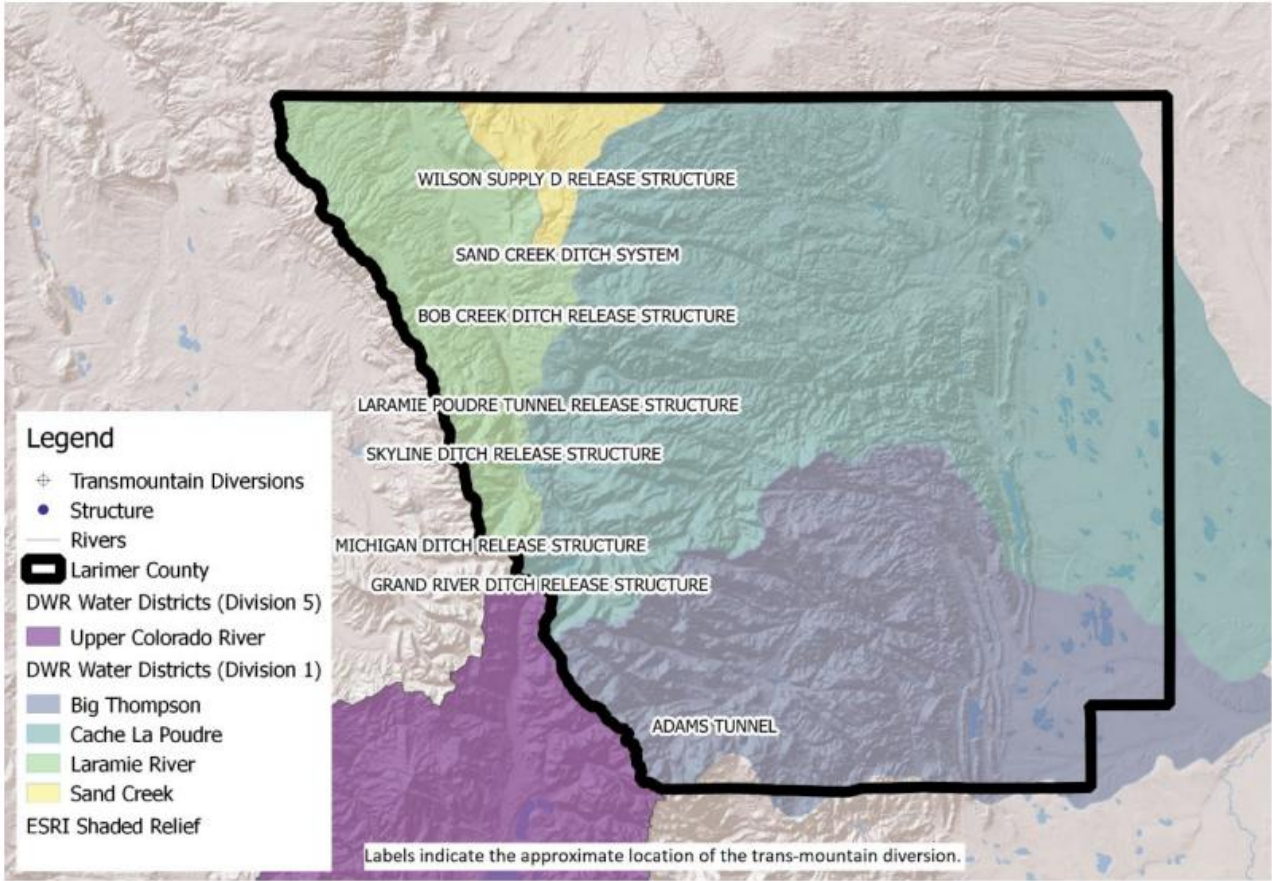 WILSON SUPPLY D RELEASE STRUCTURE
SAND CREEK DITCH SYSTEM
BOB CREEK DITCH RELEASE STRUCTURE
LARAMIE POUDRE TUNNEL RELEASE STRUCTURE
SKYLINE DITCH RELEASE STRUCTURE
MICHIGAN DITCH RELEASE STRUCTURE
GRAND RIVER DITCH RELEASE STRUCTURE
ADAMS TUNNEL
Legend
Transmountain Diversions
Structure
Rivers
Larimer County
DWR Water Districts (Division 5)
Upper Colorado River
DWR Water Districts (Division 1)
Big Thompson
Cache La Poudre
Laramie River
Sand Creek
ESRI Shaded Relief
Labels indicate the approximate location of the trans-mountain diversion.